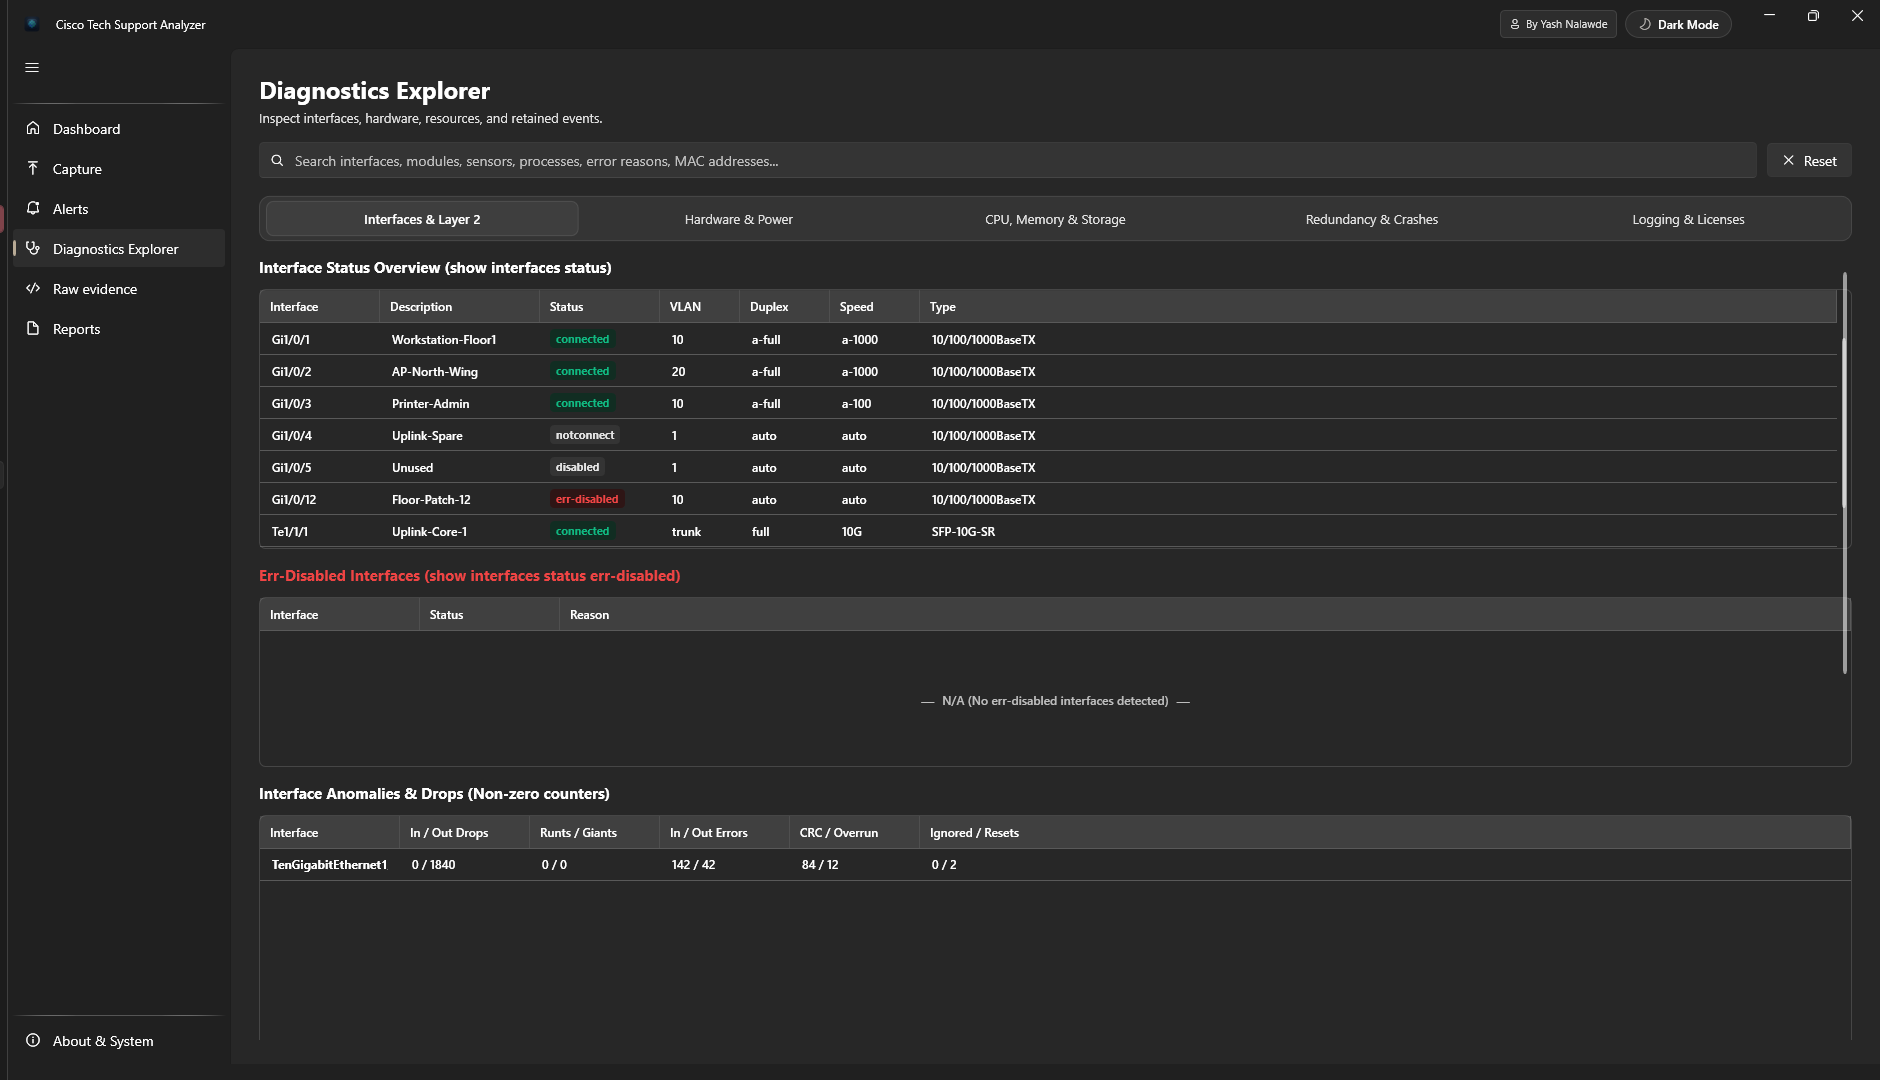 Cisco Tech Support Analyzer
By Yash Nalawde
Dark Mode
Dashboard
Capture
Alerts
Diagnostics Explorer
Raw evidence
Reports
About & System
Diagnostics Explorer
Inspect interfaces, hardware, resources, and retained events.
Search interfaces, modules, sensors, processes, error reasons, MAC addresses...
Reset
Interfaces & Layer 2 Hardware & Power CPU, Memory & Storage Redundancy & Crashes Logging & Licenses
Interface Status Overview (show interfaces status)
Interface Description Status VLAN Duplex Speed Type
Gi1/0/1 Workstation-Floor1 connected 10 a-full a-1000 10/100/1000BaseTX
Gi1/0/2 AP-North-Wing connected 20 a-full a-1000 10/100/1000BaseTX
Gi1/0/3 Printer-Admin connected 10 a-full a-100 10/100/1000BaseTX
Gi1/0/4 Uplink-Spare notconnect 1 auto auto 10/100/1000BaseTX
Gi1/0/5 Unused disabled 1 auto auto 10/100/1000BaseTX
Gi1/0/12 Floor-Patch-12 err-disabled 10 auto auto 10/100/1000BaseTX
Te1/1/1 Uplink-Core-1 connected trunk full 10G SFP-10G-SR
Err-Disabled Interfaces (show interfaces status err-disabled)
Interface Status Reason
— N/A (No err-disabled interfaces detected) —
Interface Anomalies & Drops (Non-zero counters)
Interface In / Out Drops Runts / Giants In / Out Errors CRC / Overrun Ignored / Resets
TenGigabitEthernet1 0 / 1840 0 / 0 142 / 42 84 / 12 0 / 2